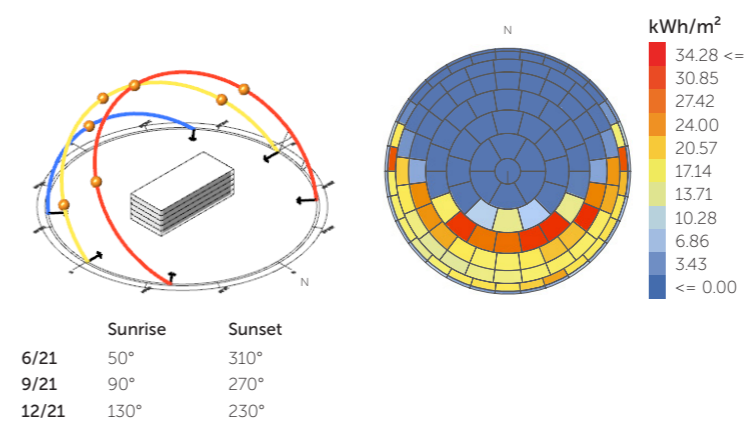 N
N
kWh/m²
34.28 <=
30.85
27.42
24.00
20.57
17.14
13.71
10.28
6.86
3.43
<= 0.00
Sunrise Sunset
6/21 50° 310°
9/21 90° 270°
12/21 130° 230°